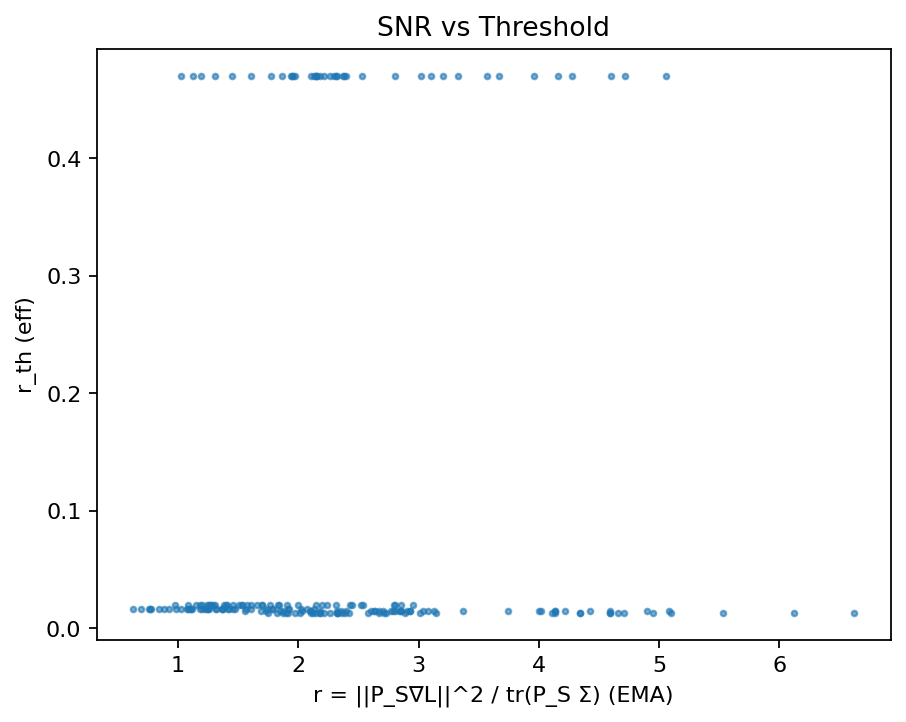 SNR vs Threshold
r_th (eff)
0.4
0.3
0.2
0.1
0.0
1 2 3 4 5 6
r = ||P_S∇L||^2 / tr(P_S Σ) (EMA)